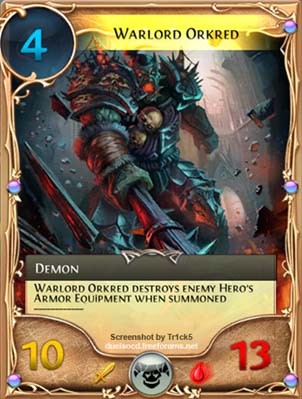 4
Warlord Orkred
Demon
Warlord Orkred destroys enemy Hero's
Armor Equipment when summoned
Screenshot by Tr1ck5
duelsocd.freeforums.net
10
13